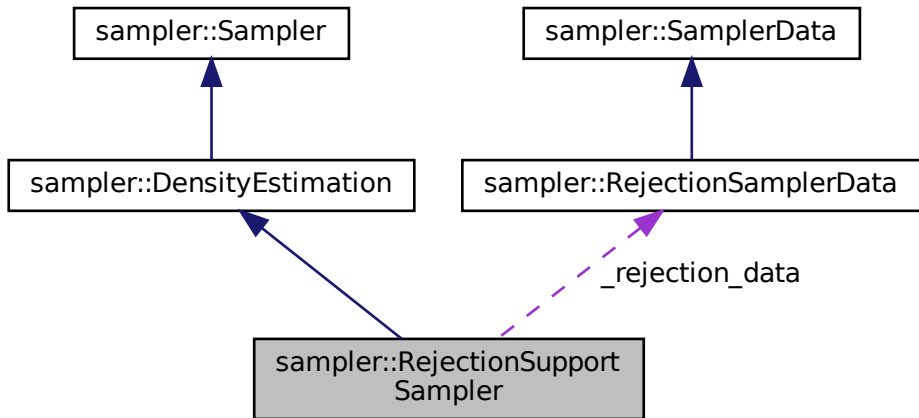 sampler::Sampler
sampler::SamplerData
sampler::DensityEstimation
sampler::RejectionSamplerData
_rejection_data
sampler::RejectionSupport
Sampler